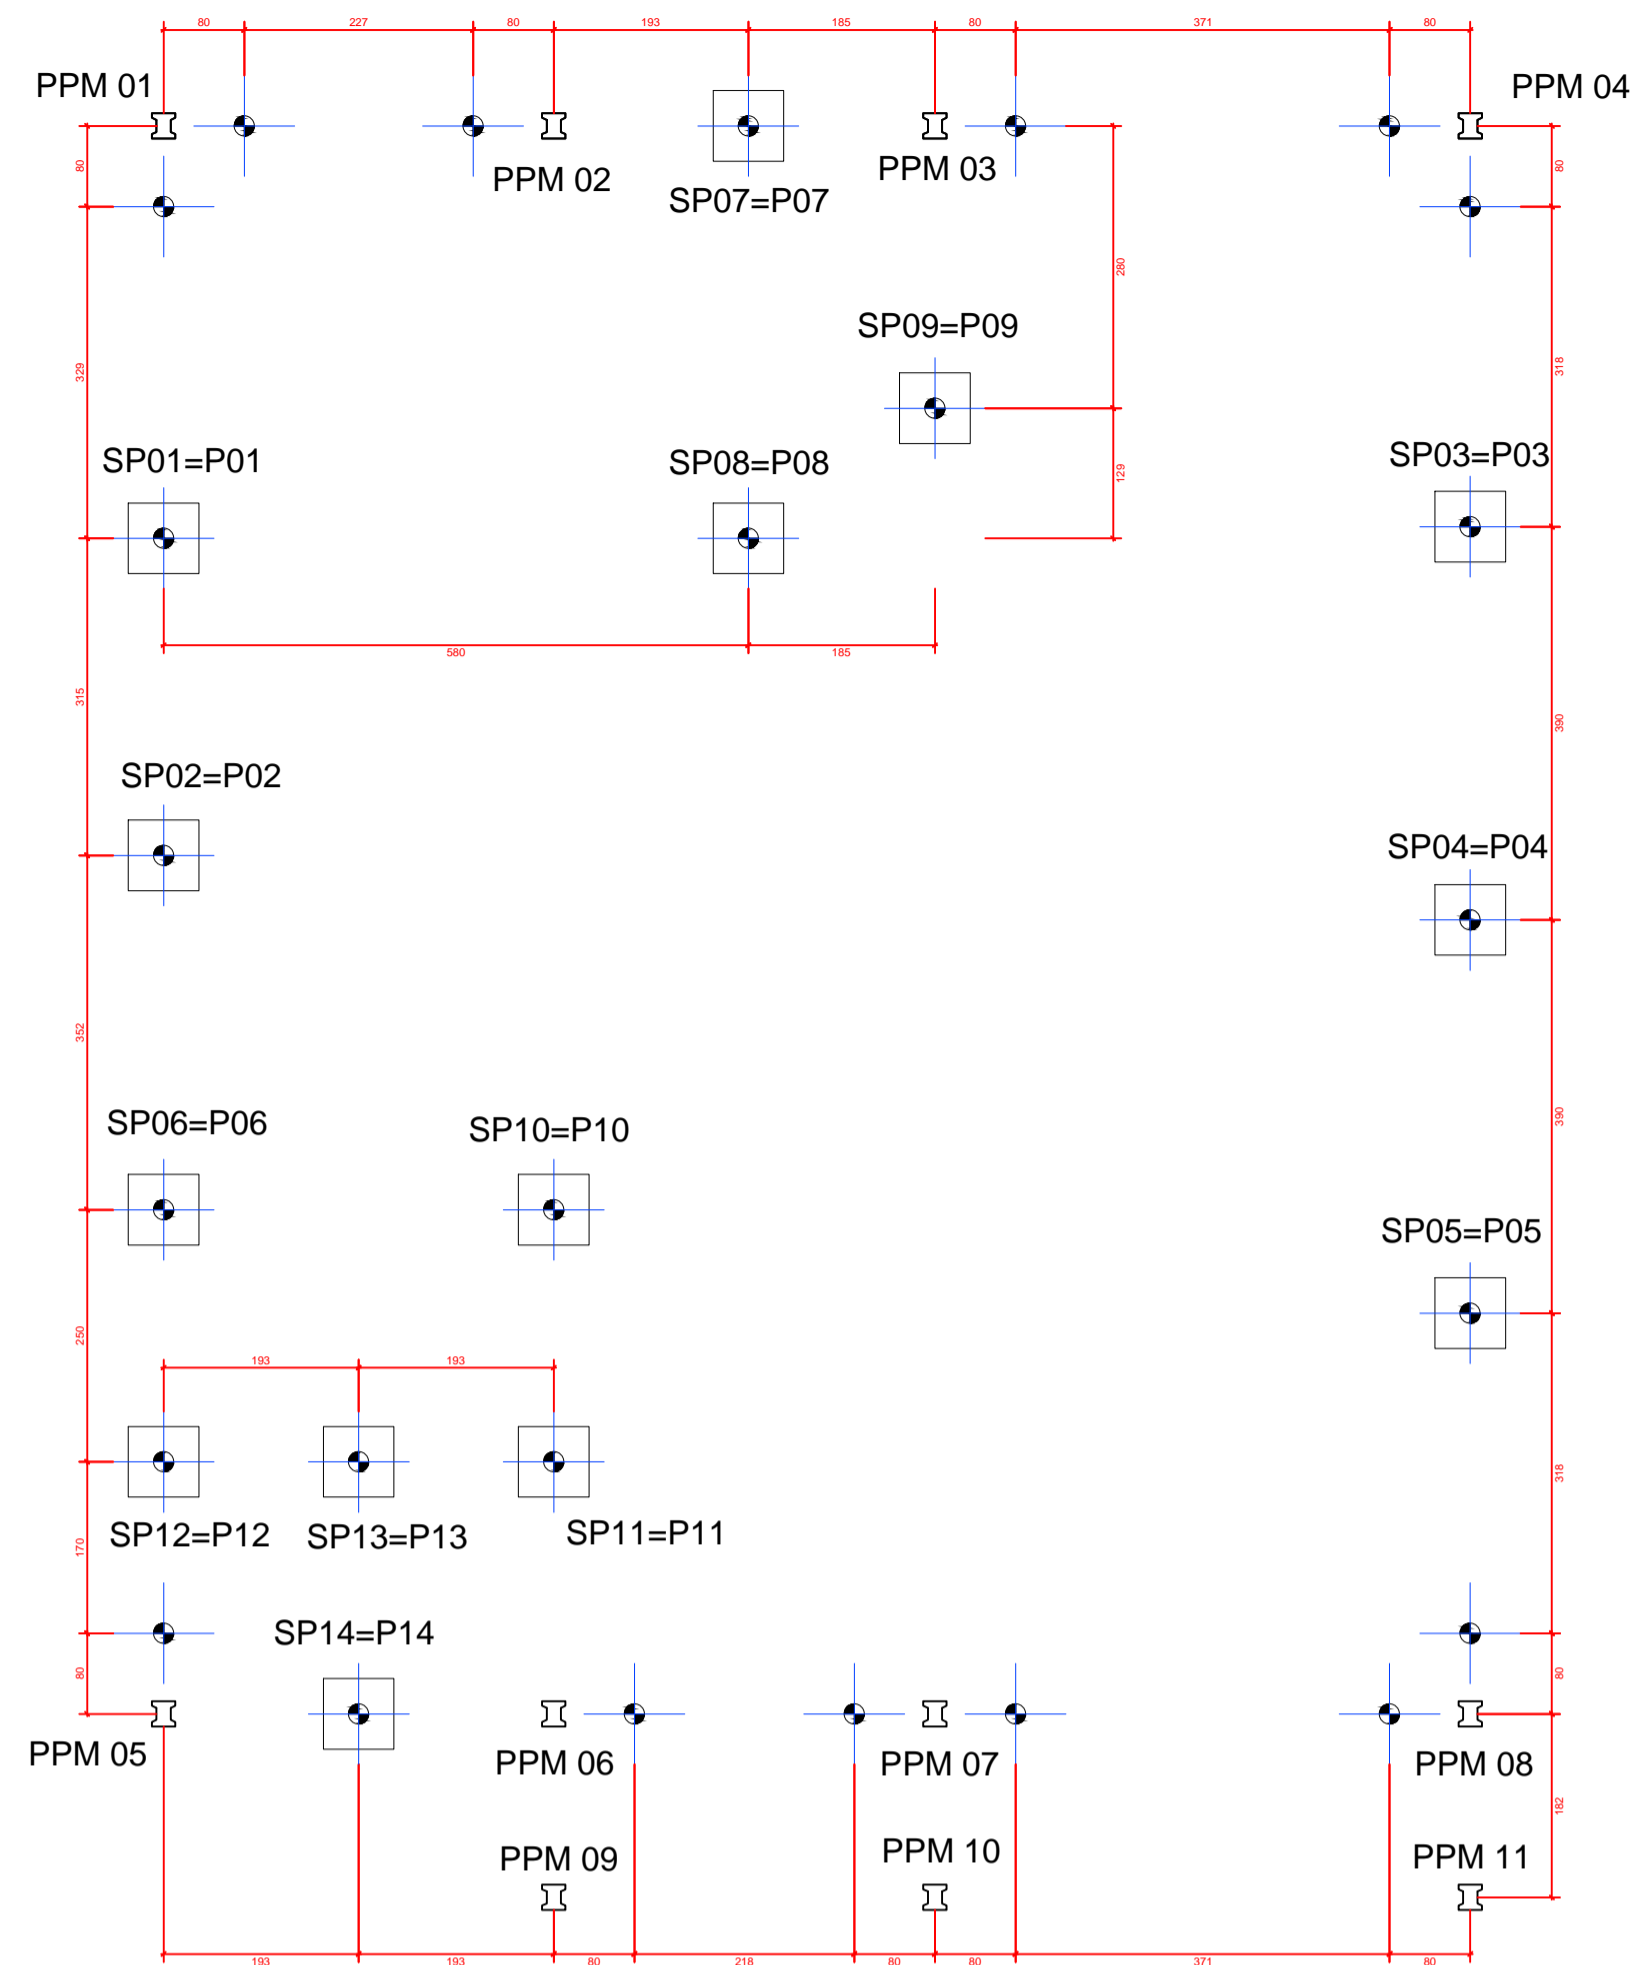 80 227 80 193 185 80 371 80
PPM 01
PPM 04
PPM 02
PPM 03
SP07=P07
80
80
280
SP09=P09
329
318
SP01=P01
SP08=P08
SP03=P03
129
580 185
315
390
SP02=P02
SP04=P04
352
390
SP06=P06
SP10=P10
SP05=P05
250
193 193
318
SP12=P12
SP13=P13
SP11=P11
170
SP14=P14
80
80
PPM 05
PPM 06
PPM 07
PPM 08
182
PPM 09
PPM 10
PPM 11
193 193 80 218 80 80 371 80